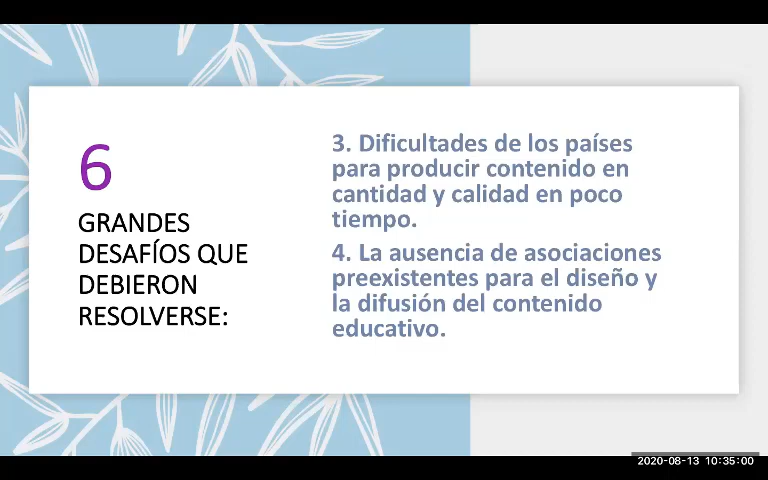 6
GRANDES
DESAFÍOS QUE
DEBIERON
RESOLVERSE:
3. Dificultades de los países
para producir contenido en
cantidad y calidad en poco
tiempo.
4. La ausencia de asociaciones
preexistentes para el diseño y
la difusión del contenido
educativo.
2020-08-13 10:35:00